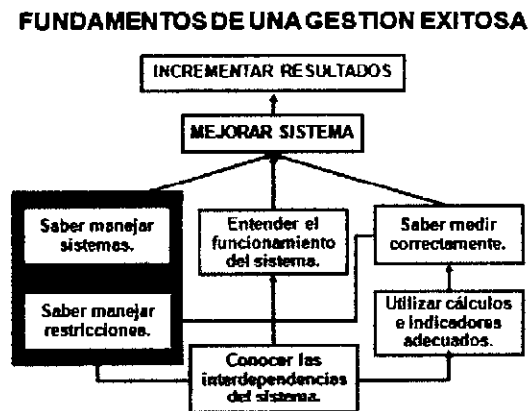 FUNDAMENTOS DE UNA GESTION EXITOSA
INCREMENTAR RESULTADOS
MEJORAR SISTEMA
Saber manejar
sistemas.
Entender el
funcionamiento
del sistema.
Saber medir
correctamente.
Saber manejar
restricciones.
Utilizar cálculos
e indicadores
adecuados.
Conocer las
interdependencias
del sistema.